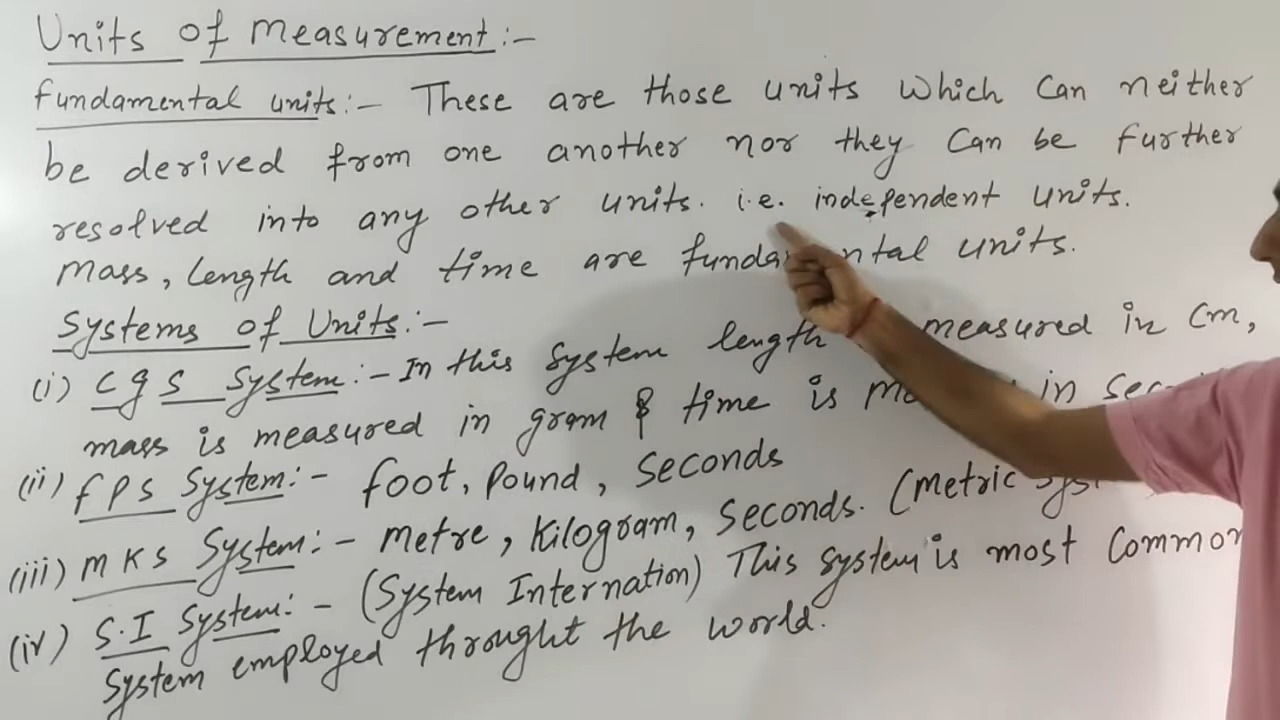 Units of Measurement:-
fundamental units:- These are those units which can neither
be derived from one another nor they can be further
resolved into any other units. i.e. independent units.
Mass, length and time are fundamental units.
Systems of Units:-
(i) C g S System:- In this system length measured in Cm,
mass is measured in gram & time is in
(ii) f P S System:- foot, Pound, Seconds
(iii) M K S System:- Metre, Kilogram, Seconds. (Metric
(iv) S.I System:- (System Internation) This system is most Common
System employed throught the world.